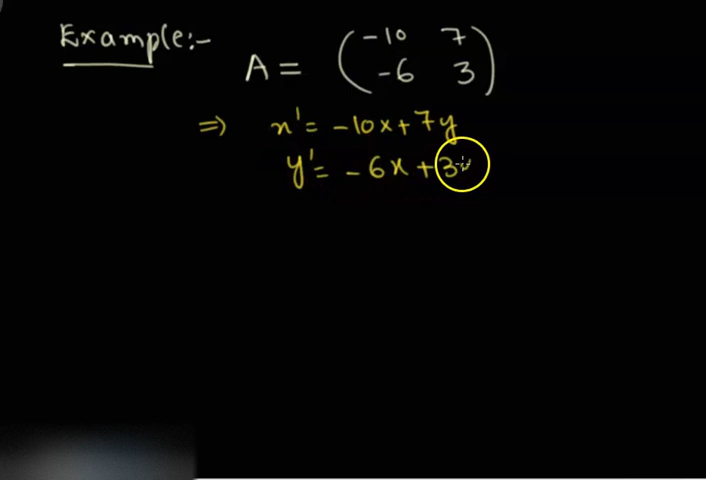 Example:-
A = (-10 7
-6 3)
⇒ x' = -10x + 7y
y' = -6x + 3